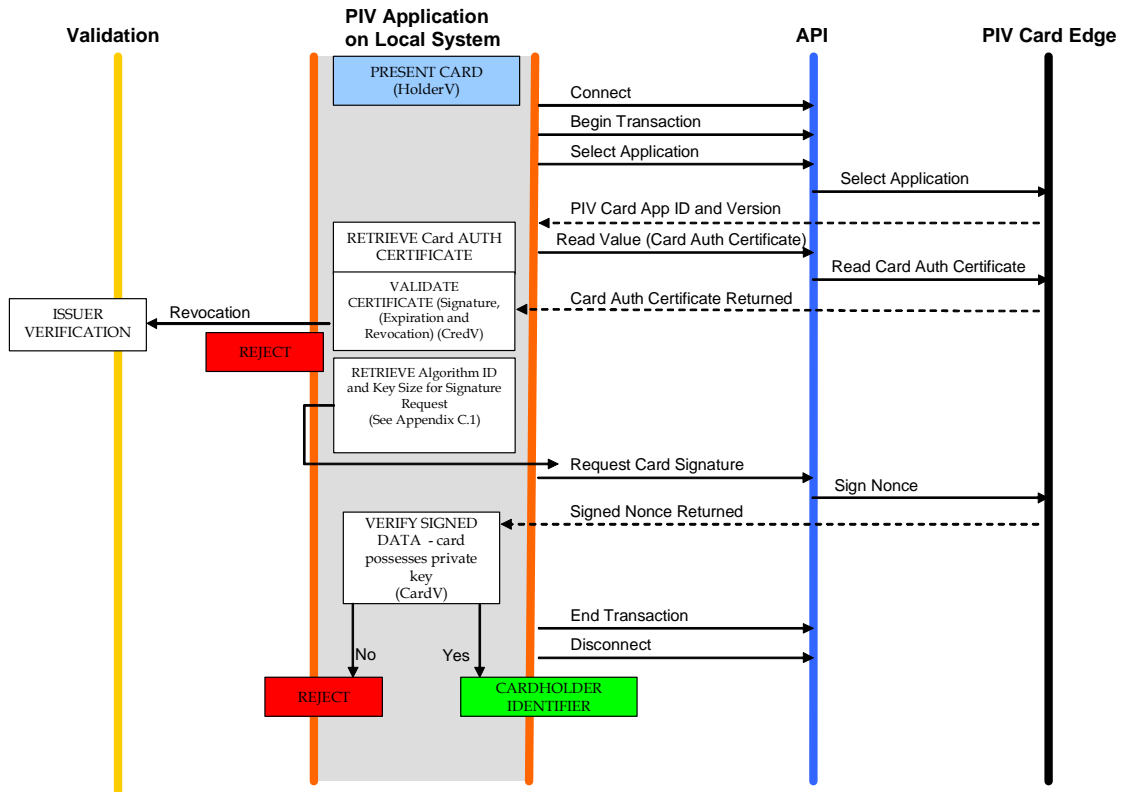 Validation
PIV Application
on Local System
API
PIV Card Edge
PRESENT CARD
(HolderV)
Connect
Begin Transaction
Select Application
Select Application
PIV Card App ID and Version
RETRIEVE Card AUTH
CERTIFICATE
Read Value (Card Auth Certificate)
Read Card Auth Certificate
VALIDATE
CERTIFICATE (Signature,
(Expiration and
Revocation) (CredV)
Card Auth Certificate Returned
ISSUER
VERIFICATION
Revocation
REJECT
RETRIEVE Algorithm ID
and Key Size for Signature
Request
(See Appendix C.1)
Request Card Signature
Sign Nonce
Signed Nonce Returned
VERIFY SIGNED
DATA - card
possesses private
key
(CardV)
End Transaction
Disconnect
No
Yes
REJECT
CARDHOLDER
IDENTIFIER